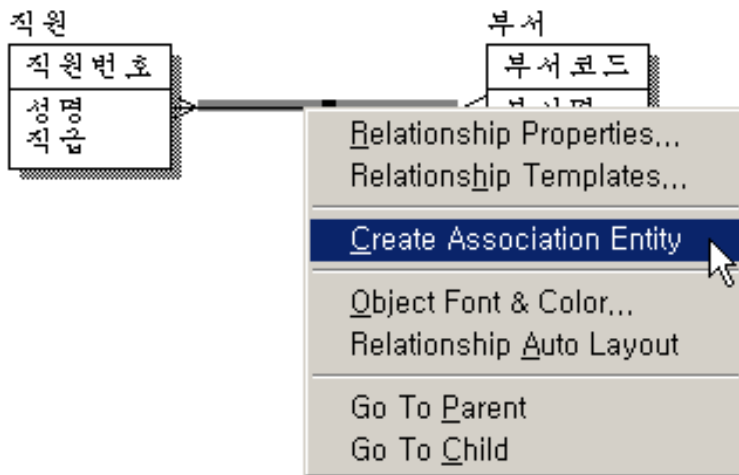 직원
부서
직원번호
부서코드
성명
직급
Relationship Properties...
Relationship Templates...
Create Association Entity
Object Font & Color...
Relationship Auto Layout
Go To Parent
Go To Child